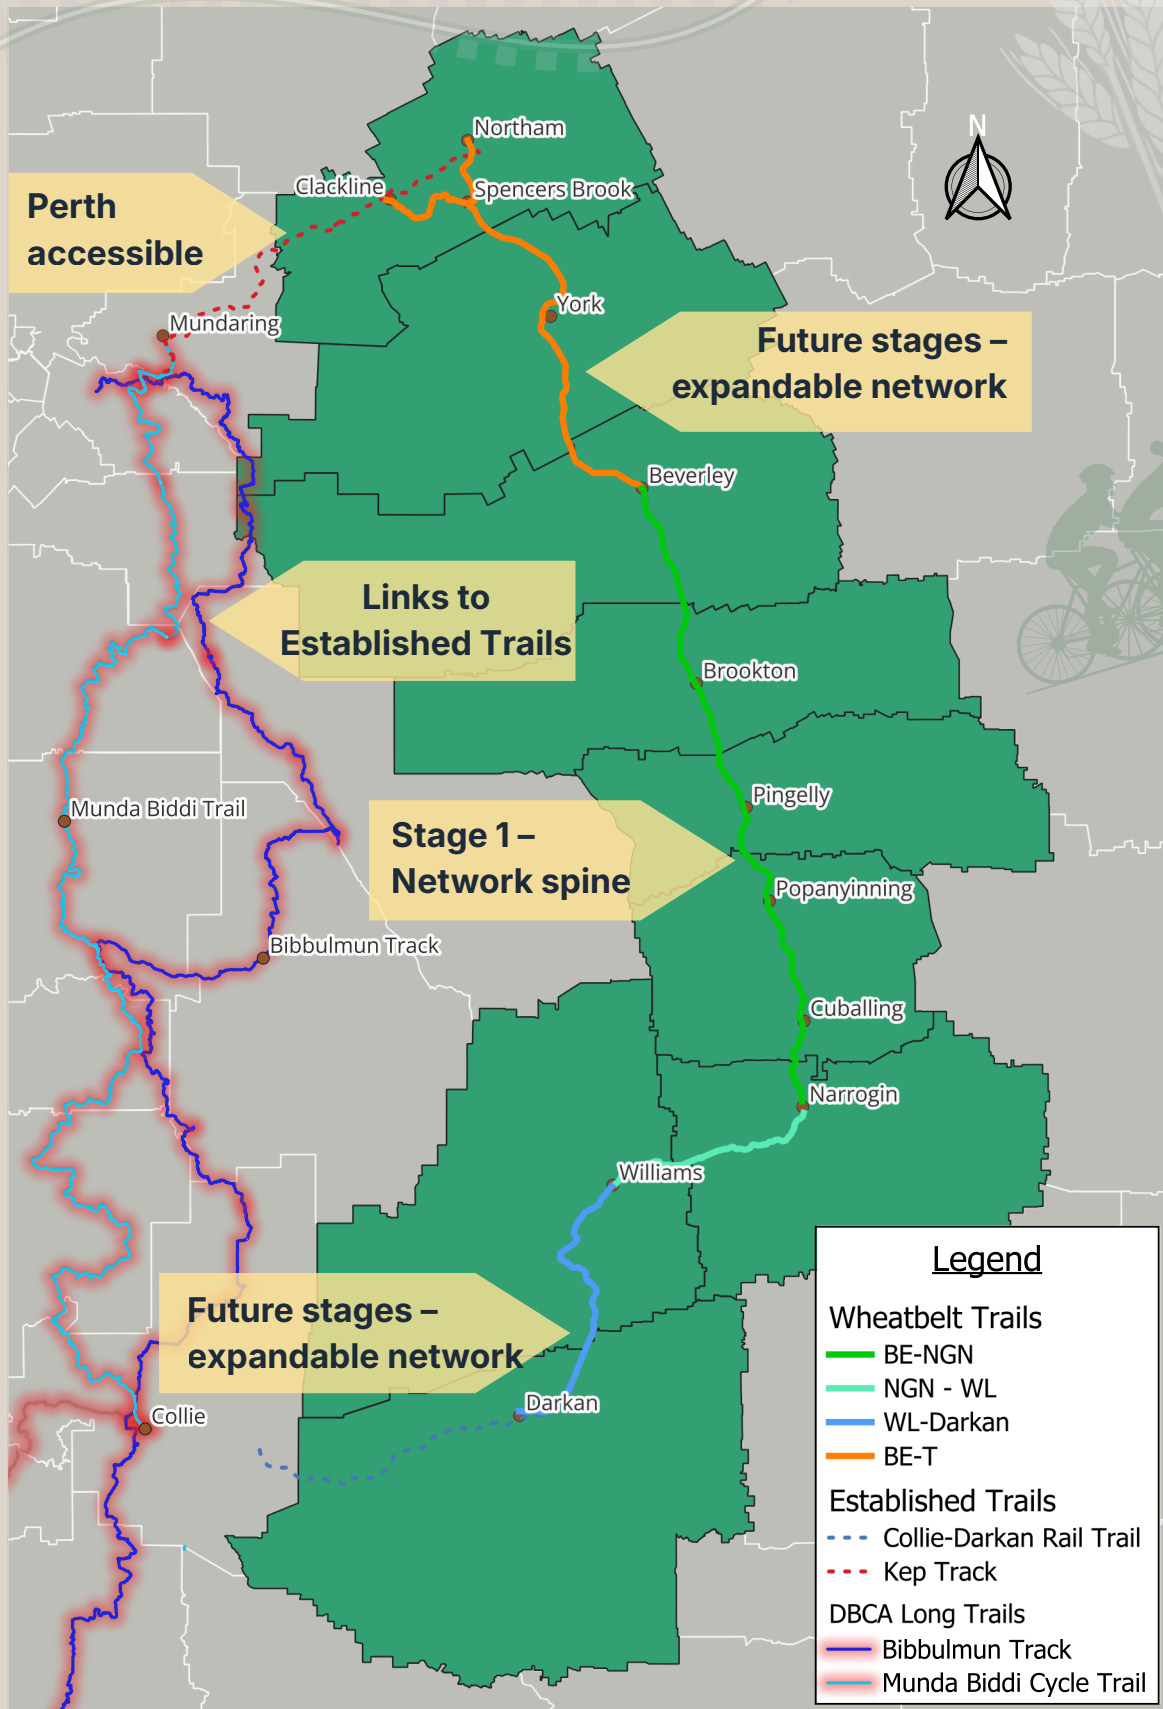 N
Northam
Clackline
Spencers Brook
Perth
accessible
York
Mundaring
Future stages –
expandable network
Beverley
Links to
Established Trails
Brookton
Pingelly
Munda Biddi Trail
Stage 1 –
Network spine
Popanyinning
Bibbulmun Track
Cuballing
Narrogin
Williams
Future stages –
expandable network
Darkan
Collie
Legend
Wheatbelt Trails
BE-NGN
NGN - WL
WL-Darkan
BE-T
Established Trails
Collie-Darkan Rail Trail
Kep Track
DBCA Long Trails
Bibbulmun Track
Munda Biddi Cycle Trail